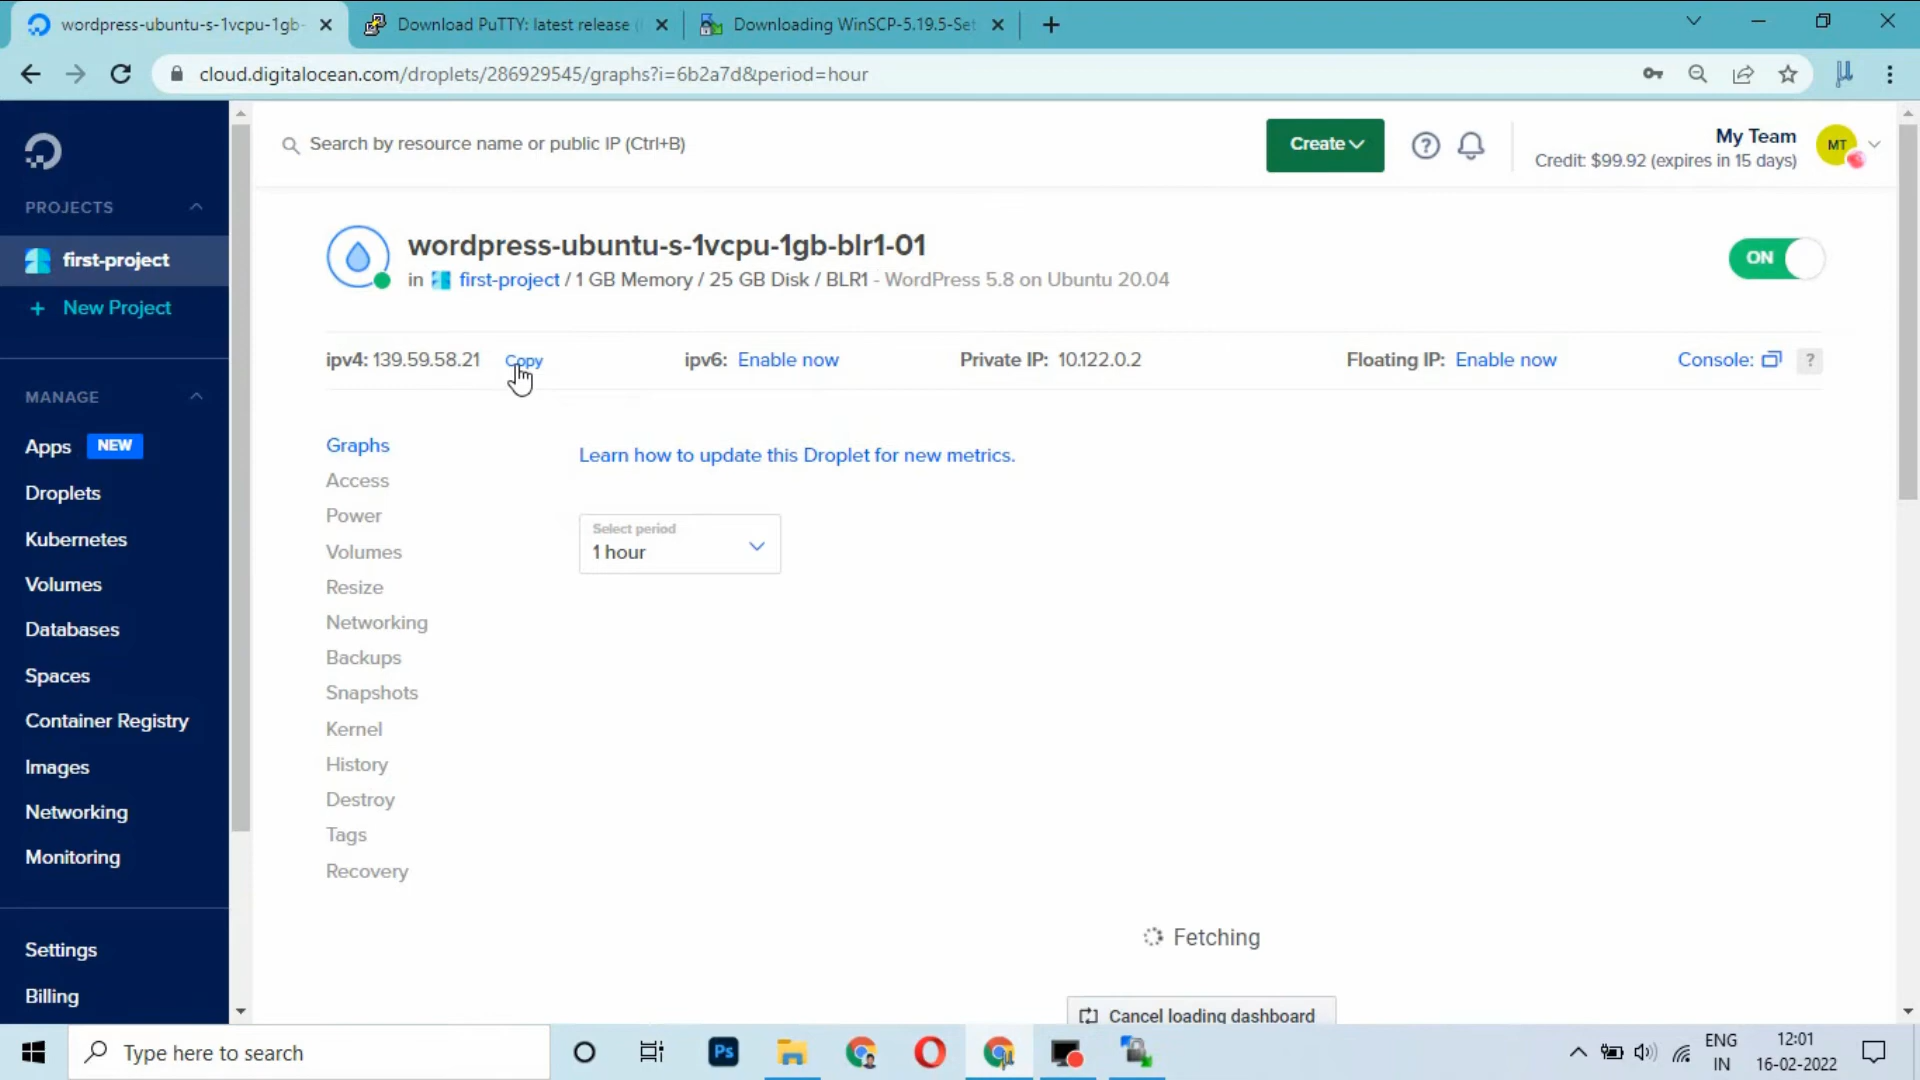 wordpress-ubuntu-s-1vcpu-1gb-
Download PuTTY: latest release (
Downloading WinSCP-5.19.5-Set
cloud.digitalocean.com/droplets/286929545/graphs?i=6b2a7d&period=hour
Search by resource name or public IP (Ctrl+B)
Create
My Team
Credit: $99.92 (expires in 15 days)
MT
PROJECTS
first-project
+ New Project
MANAGE
Apps NEW
Droplets
Kubernetes
Volumes
Databases
Spaces
Container Registry
Images
Networking
Monitoring
Settings
Billing
wordpress-ubuntu-s-1vcpu-1gb-blr1-01
in first-project / 1 GB Memory / 25 GB Disk / BLR1 - WordPress 5.8 on Ubuntu 20.04
ON
ipv4: 139.59.58.21 Copy
ipv6: Enable now
Private IP: 10.122.0.2
Floating IP: Enable now
Console: ?
Graphs
Access
Power
Volumes
Resize
Networking
Backups
Snapshots
Kernel
History
Destroy
Tags
Recovery
Learn how to update this Droplet for new metrics.
Select period
1 hour
Fetching
Cancel loading dashboard
Type here to search
Ps
ENG
IN
12:01
16-02-2022